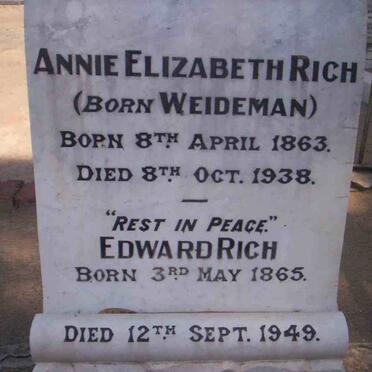 ANNIE ELIZABETH RICH
(BORN WEIDEMAN)
BORN 8TH APRIL 1863.
DIED 8TH OCT. 1938.
—
"REST IN PEACE."
EDWARD RICH
BORN 3RD MAY 1865.
DIED 12TH SEPT. 1949.